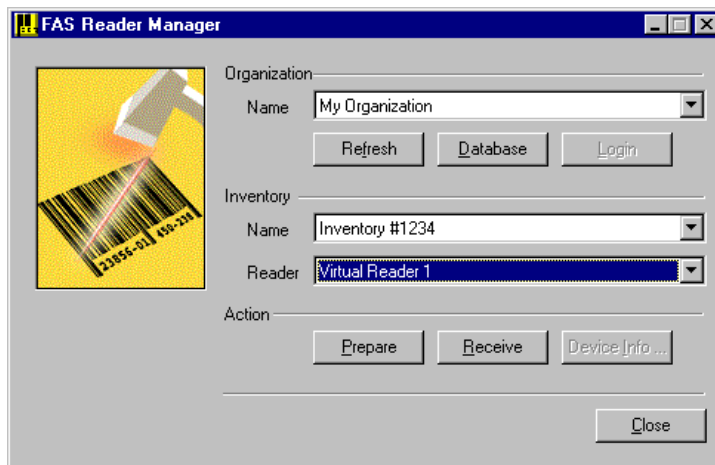 FAS Reader Manager
Organization
Name My Organization
Refresh Database Login
Inventory
Name Inventory #1234
Reader Virtual Reader 1
Action
Prepare Receive Device Info ...
Close
23856-01 450-238